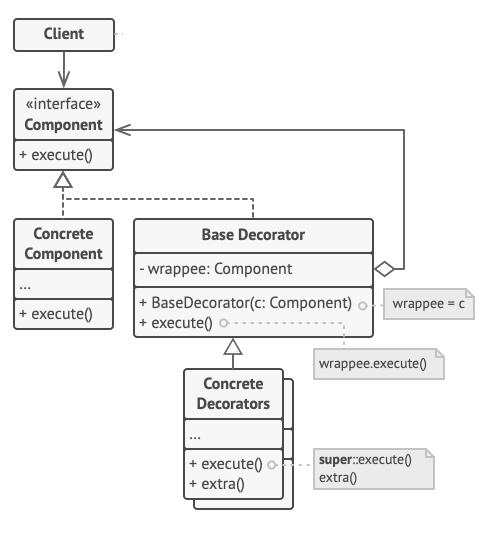 Client
«interface»
Component
+ execute()
Concrete
Component
...
+ execute()
Base Decorator
- wrappee: Component
+ BaseDecorator(c: Component)
+ execute()
wrappee = c
wrappee.execute()
Concrete
Decorators
...
+ execute()
+ extra()
super::execute()
extra()